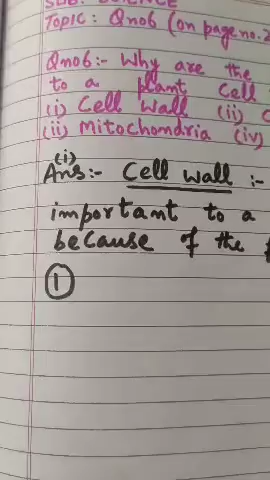 SUB: SCIENCE
TOPIC: Qno6 (on page no.
Qno6:- Why are the
to a plant cell
(i) Cell Wall (ii)
(ii) Mitochondria (iv)
(i)
Ans:- Cell wall :-
important to a
because of the
1